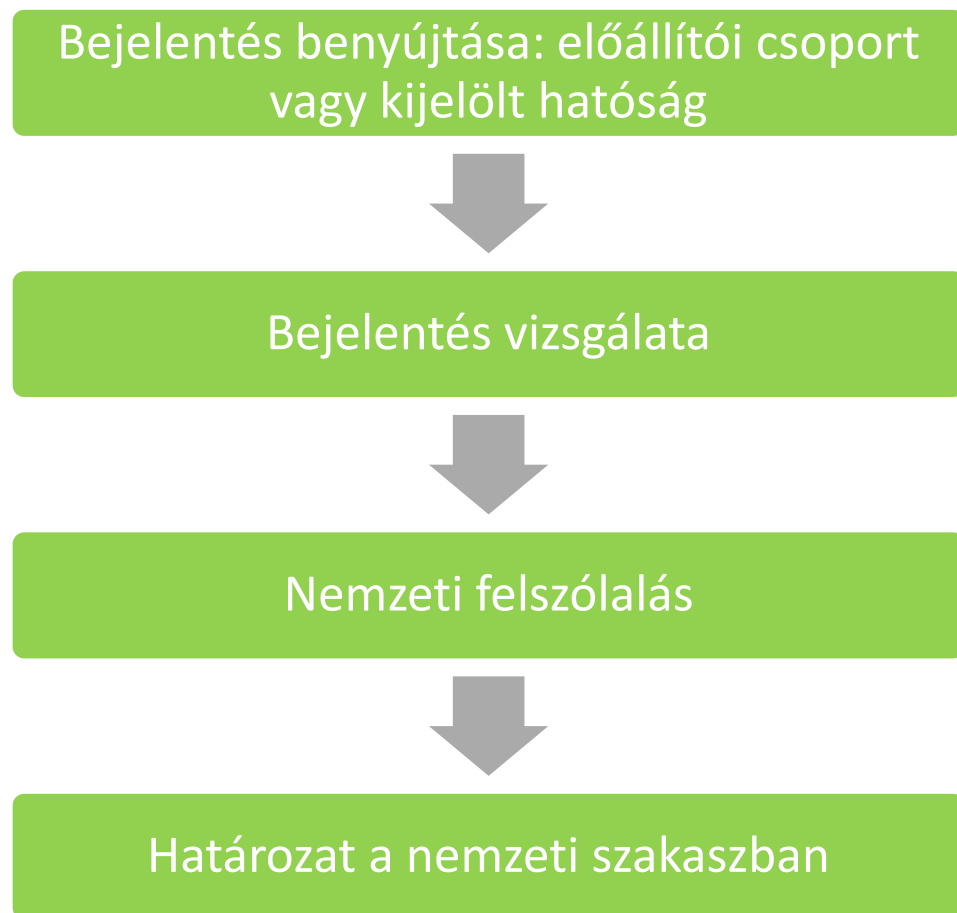 Bejelentés benyújtása: előállítói csoport
vagy kijelölt hatóság
Bejelentés vizsgálata
Nemzeti felszólalás
Határozat a nemzeti szakaszban